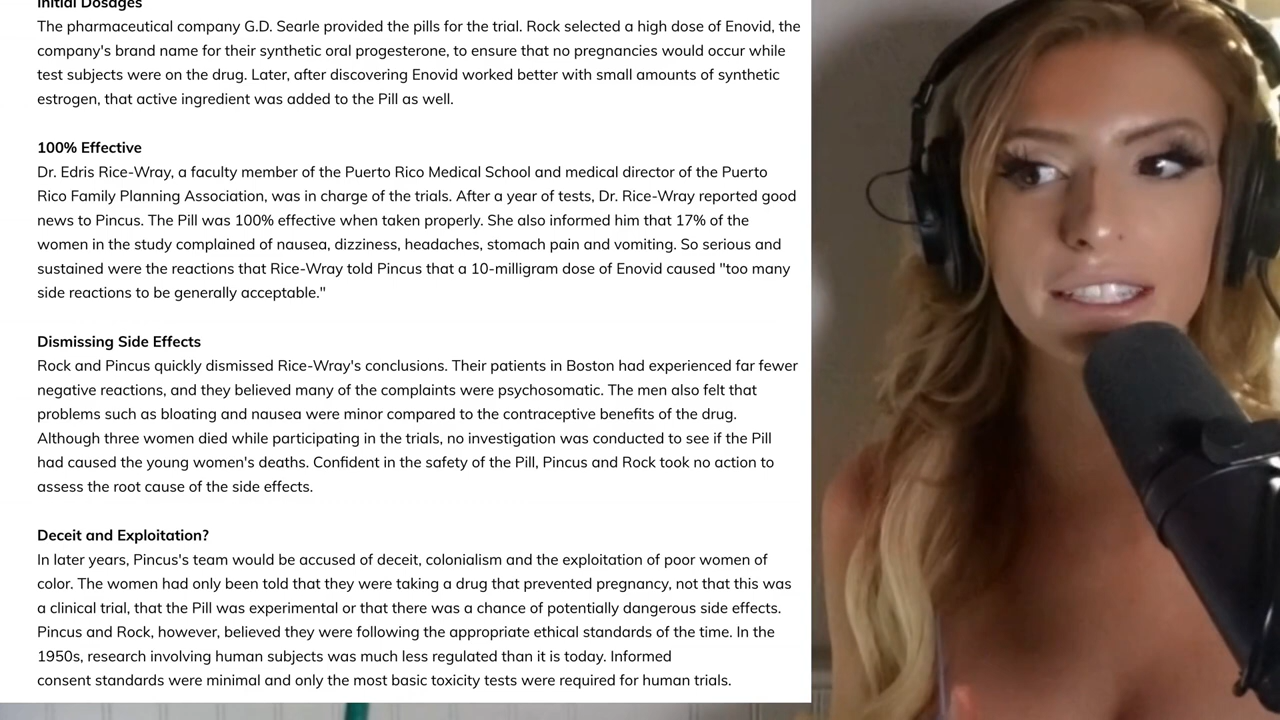 Initial Dosages
The pharmaceutical company G.D. Searle provided the pills for the trial. Rock selected a high dose of Enovid, the
company's brand name for their synthetic oral progesterone, to ensure that no pregnancies would occur while
test subjects were on the drug. Later, after discovering Enovid worked better with small amounts of synthetic
estrogen, that active ingredient was added to the Pill as well.
100% Effective
Dr. Edris Rice-Wray, a faculty member of the Puerto Rico Medical School and medical director of the Puerto
Rico Family Planning Association, was in charge of the trials. After a year of tests, Dr. Rice-Wray reported good
news to Pincus. The Pill was 100% effective when taken properly. She also informed him that 17% of the
women in the study complained of nausea, dizziness, headaches, stomach pain and vomiting. So serious and
sustained were the reactions that Rice-Wray told Pincus that a 10-milligram dose of Enovid caused "too many
side reactions to be generally acceptable."
Dismissing Side Effects
Rock and Pincus quickly dismissed Rice-Wray's conclusions. Their patients in Boston had experienced far fewer
negative reactions, and they believed many of the complaints were psychosomatic. The men also felt that
problems such as bloating and nausea were minor compared to the contraceptive benefits of the drug.
Although three women died while participating in the trials, no investigation was conducted to see if the Pill
had caused the young women's deaths. Confident in the safety of the Pill, Pincus and Rock took no action to
assess the root cause of the side effects.
Deceit and Exploitation?
In later years, Pincus's team would be accused of deceit, colonialism and the exploitation of poor women of
color. The women had only been told that they were taking a drug that prevented pregnancy, not that this was
a clinical trial, that the Pill was experimental or that there was a chance of potentially dangerous side effects.
Pincus and Rock, however, believed they were following the appropriate ethical standards of the time. In the
1950s, research involving human subjects was much less regulated than it is today. Informed
consent standards were minimal and only the most basic toxicity tests were required for human trials.